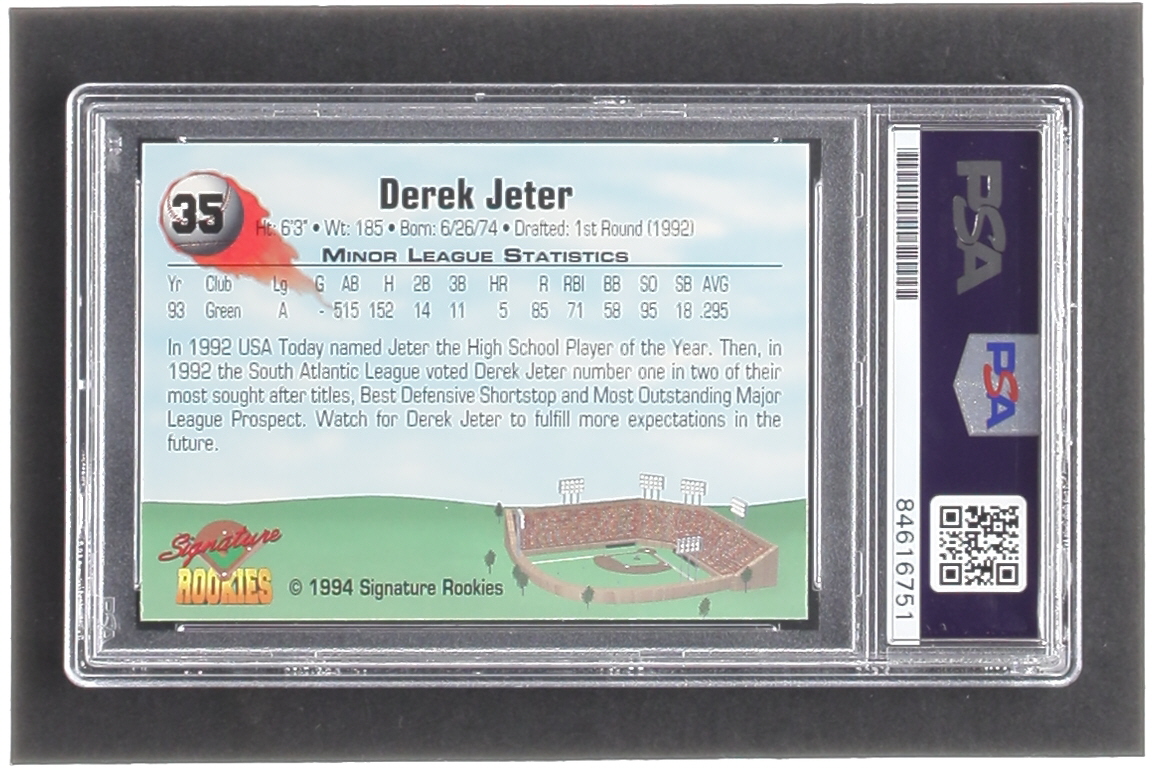 35
Derek Jeter
Ht: 6'3" • Wt: 185 • Born: 6/26/74 • Drafted: 1st Round (1992)
MINOR LEAGUE STATISTICS
Yr Club Lg G AB H 2B 3B HR R RBI BB SO SB AVG
93 Green A - 515 152 14 11 5 85 71 58 95 18 .295
In 1992 USA Today named Jeter the High School Player of the Year. Then, in
1992 the South Atlantic League voted Derek Jeter number one in two of their
most sought after titles, Best Defensive Shortstop and Most Outstanding Major
League Prospect. Watch for Derek Jeter to fulfill more expectations in the
future.
Signature
ROOKIES
© 1994 Signature Rookies
PSA
PSA
84616751